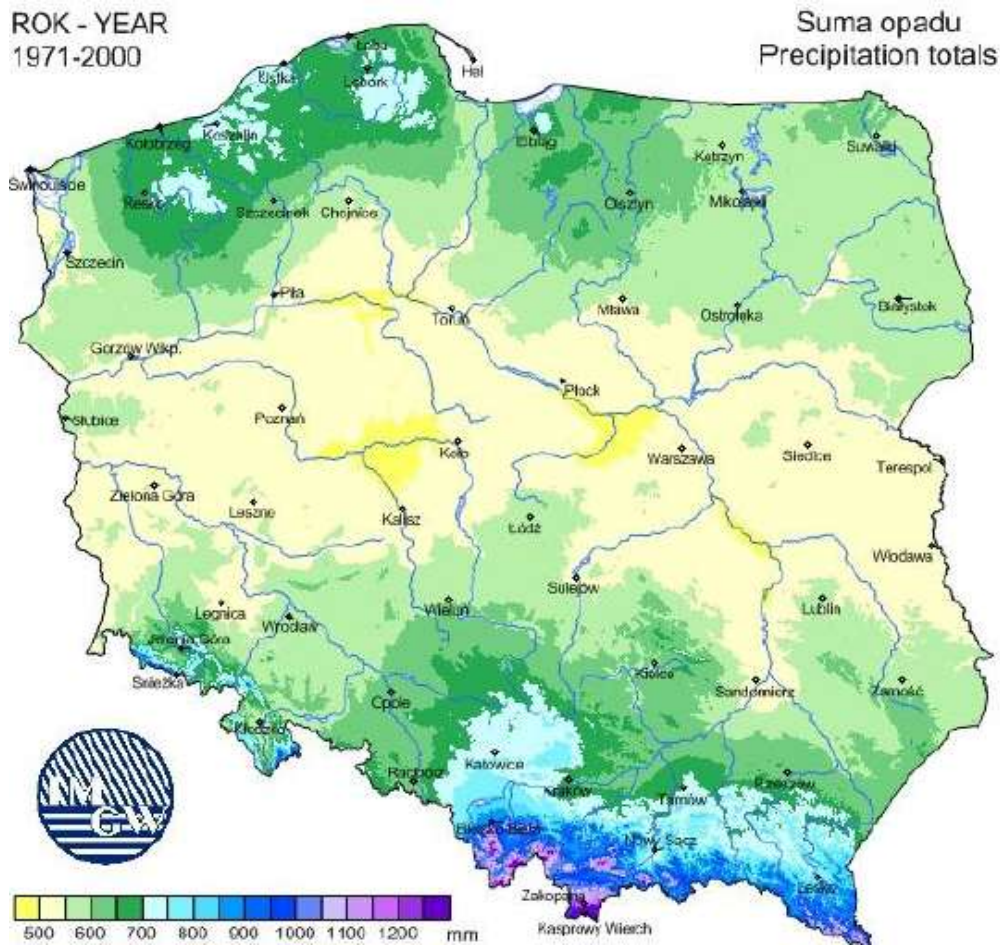 ROK - YEAR
1971-2000
Suma opadu
Precipitation totals
Łeba
Ustka
Lębork
Hel
Koszalin
Kołobrzeg
Elbląg
Kętrzyn
Suwałki
Świnoujście
Resko
Szczecinek
Chojnice
Olsztyn
Mikołajki
Szczecin
Piła
Toruń
Mława
Ostrołęka
Białystok
Gorzów Wlkp.
Płock
Słubice
Poznań
Koło
Warszawa
Siedlce
Terespol
Zielona Góra
Leszno
Kalisz
Łódź
Włodawa
Sulejów
Legnica
Wrocław
Wieluń
Lublin
Jelenia Góra
Śnieżka
Kielce
Sandomierz
Zamość
Opole
Kłodzko
Katowice
Racibórz
Kraków
Tarnów
Rzeszów
Bielsko-Biała
Nowy Sącz
Lesko
Zakopane
Kasprowy Wierch
IMGW
500 600 700 800 900 1000 1100 1200 mm